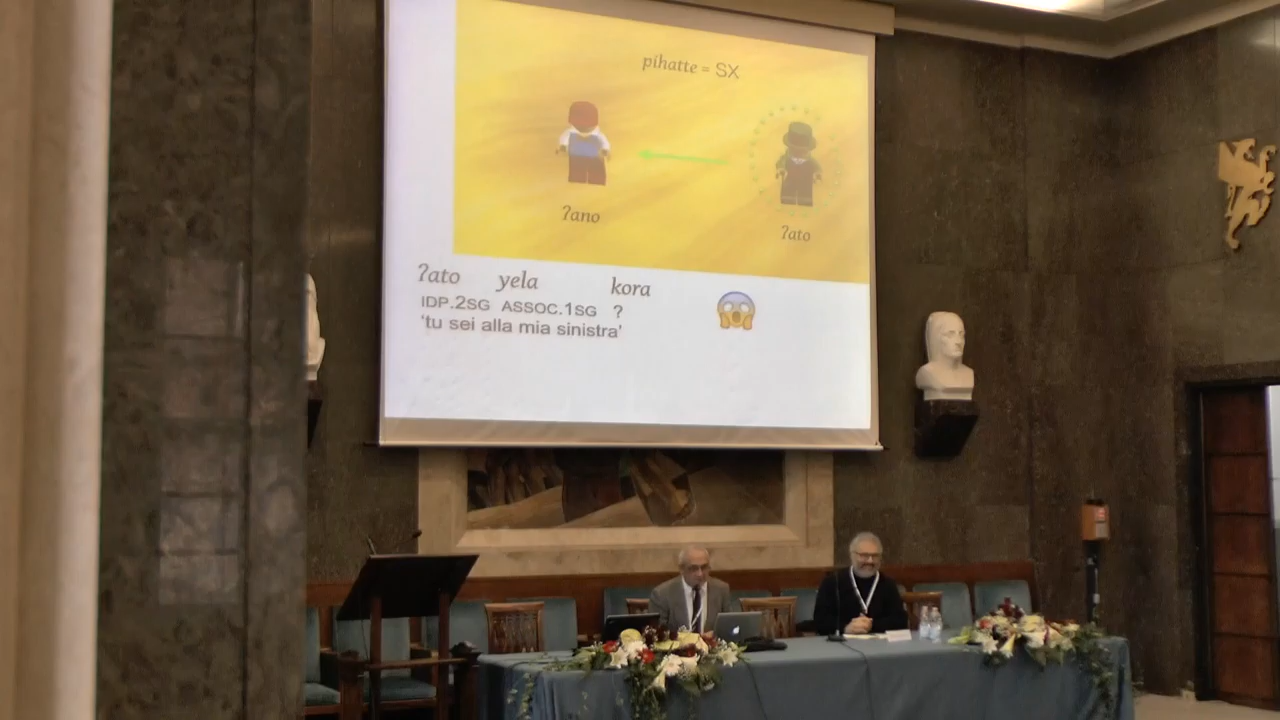 pihatte = SX
ʔano
ʔato
ʔato yela kora
IDP.2SG ASSOC.1SG ?
‘tu sei alla mia sinistra’